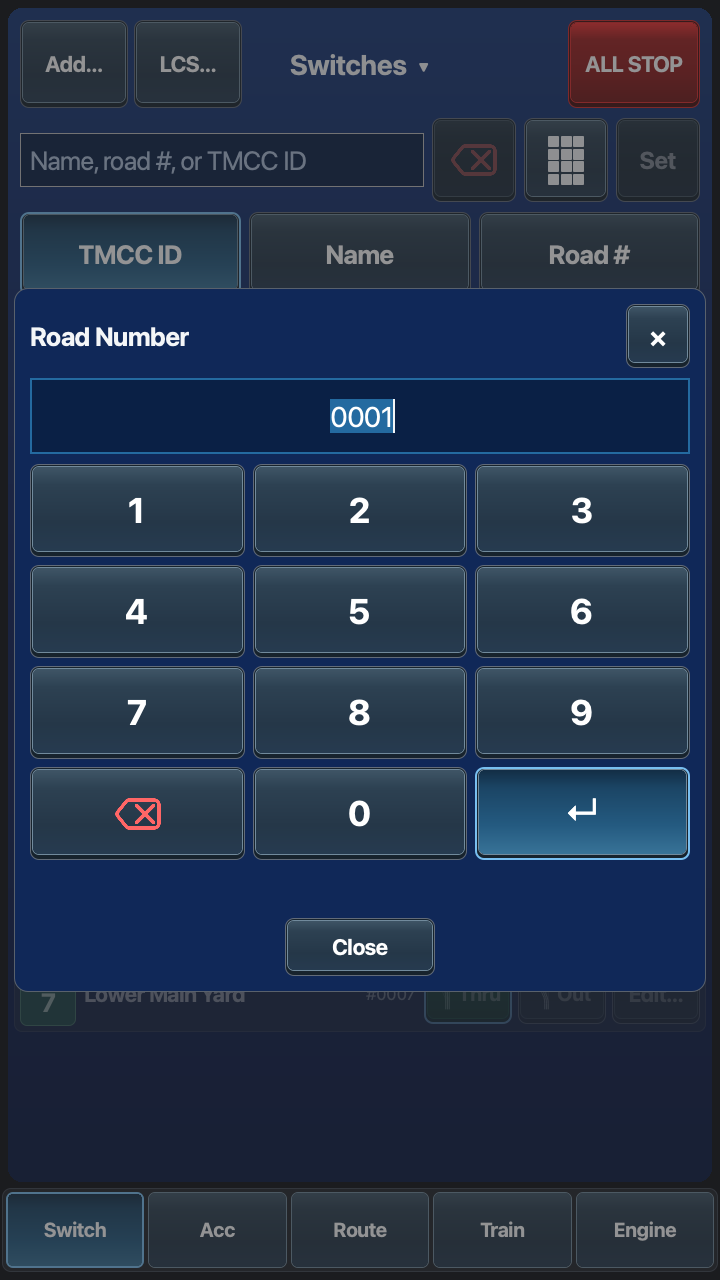 Add... LCS... Switches ▼ ALL STOP
Name, road #, or TMCC ID Set
TMCC ID Name Road #
Road Number ×
0001
1 2 3
4 5 6
7 8 9
0
Close
7 Lower Main Yard #0007 Thru Out Edit...
Switch Acc Route Train Engine